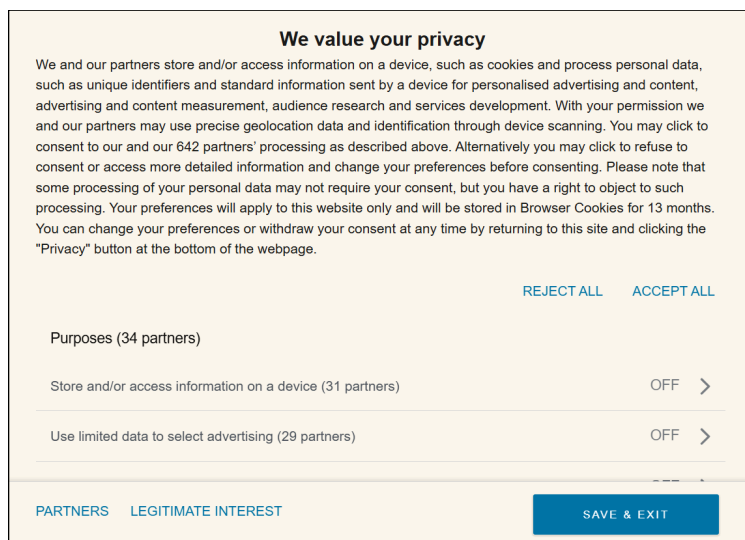 We value your privacy
We and our partners store and/or access information on a device, such as cookies and process personal data,
such as unique identifiers and standard information sent by a device for personalised advertising and content,
advertising and content measurement, audience research and services development. With your permission we
and our partners may use precise geolocation data and identification through device scanning. You may click to
consent to our and our 642 partners’ processing as described above. Alternatively you may click to refuse to
consent or access more detailed information and change your preferences before consenting. Please note that
some processing of your personal data may not require your consent, but you have a right to object to such
processing. Your preferences will apply to this website only and will be stored in Browser Cookies for 13 months.
You can change your preferences or withdraw your consent at any time by returning to this site and clicking the
"Privacy" button at the bottom of the webpage.
REJECT ALL ACCEPT ALL
Purposes (34 partners)
Store and/or access information on a device (31 partners) OFF
Use limited data to select advertising (29 partners) OFF
PARTNERS LEGITIMATE INTEREST SAVE & EXIT